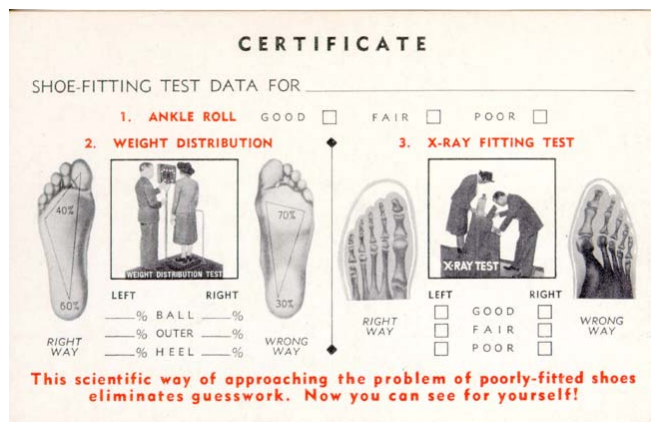 CERTIFICATE
SHOE-FITTING TEST DATA FOR
1. ANKLE ROLL GOOD FAIR POOR
2. WEIGHT DISTRIBUTION
40%
60%
RIGHT WAY
WEIGHT DISTRIBUTION TEST
70%
30%
WRONG WAY
LEFT RIGHT
% BALL %
% OUTER %
% HEEL %
3. X-RAY FITTING TEST
RIGHT WAY
X-RAY TEST
WRONG WAY
LEFT RIGHT
GOOD
FAIR
POOR
This scientific way of approaching the problem of poorly-fitted shoes
eliminates guesswork. Now you can see for yourself!